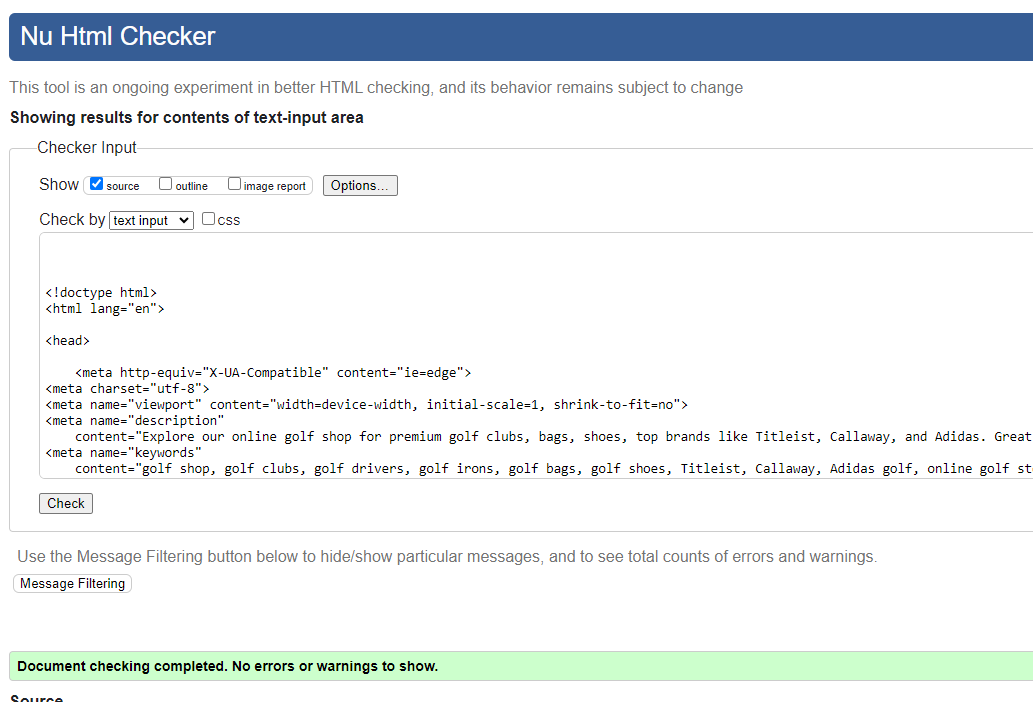 Nu Html Checker
This tool is an ongoing experiment in better HTML checking, and its behavior remains subject to change
Showing results for contents of text-input area
Checker Input
Show source outline image report Options...
Check by text input css
<!doctype html>
<html lang="en">
<head>
<meta http-equiv="X-UA-Compatible" content="ie=edge">
<meta charset="utf-8">
<meta name="viewport" content="width=device-width, initial-scale=1, shrink-to-fit=no">
<meta name="description"
content="Explore our online golf shop for premium golf clubs, bags, shoes, top brands like Titleist, Callaway, and Adidas. Great
<meta name="keywords"
content="golf shop, golf clubs, golf drivers, golf irons, golf bags, golf shoes, Titleist, Callaway, Adidas golf, online golf st
Check
Use the Message Filtering button below to hide/show particular messages, and to see total counts of errors and warnings.
Message Filtering
Document checking completed. No errors or warnings to show.
Source